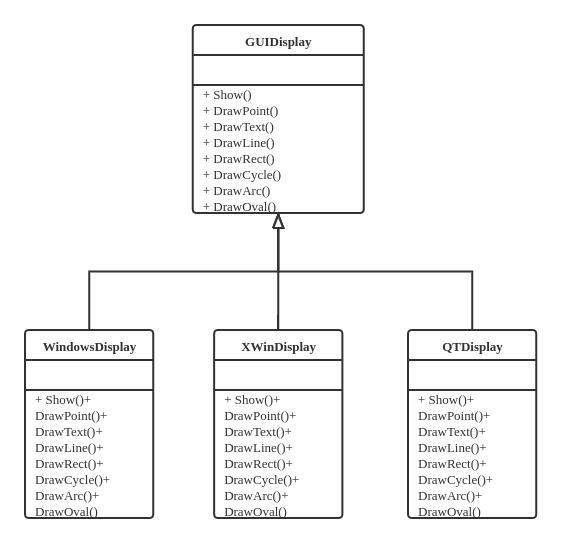 GUIDisplay
+ Show()
+ DrawPoint()
+ DrawText()
+ DrawLine()
+ DrawRect()
+ DrawCycle()
+ DrawArc()
+ DrawOval()
WindowsDisplay
+ Show()+
DrawPoint()+
DrawText()+
DrawLine()+
DrawRect()+
DrawCycle()+
DrawArc()+
DrawOval()
XWinDisplay
+ Show()+
DrawPoint()+
DrawText()+
DrawLine()+
DrawRect()+
DrawCycle()+
DrawArc()+
DrawOval()
QTDisplay
+ Show()+
DrawPoint()+
DrawText()+
DrawLine()+
DrawRect()+
DrawCycle()+
DrawArc()+
DrawOval()